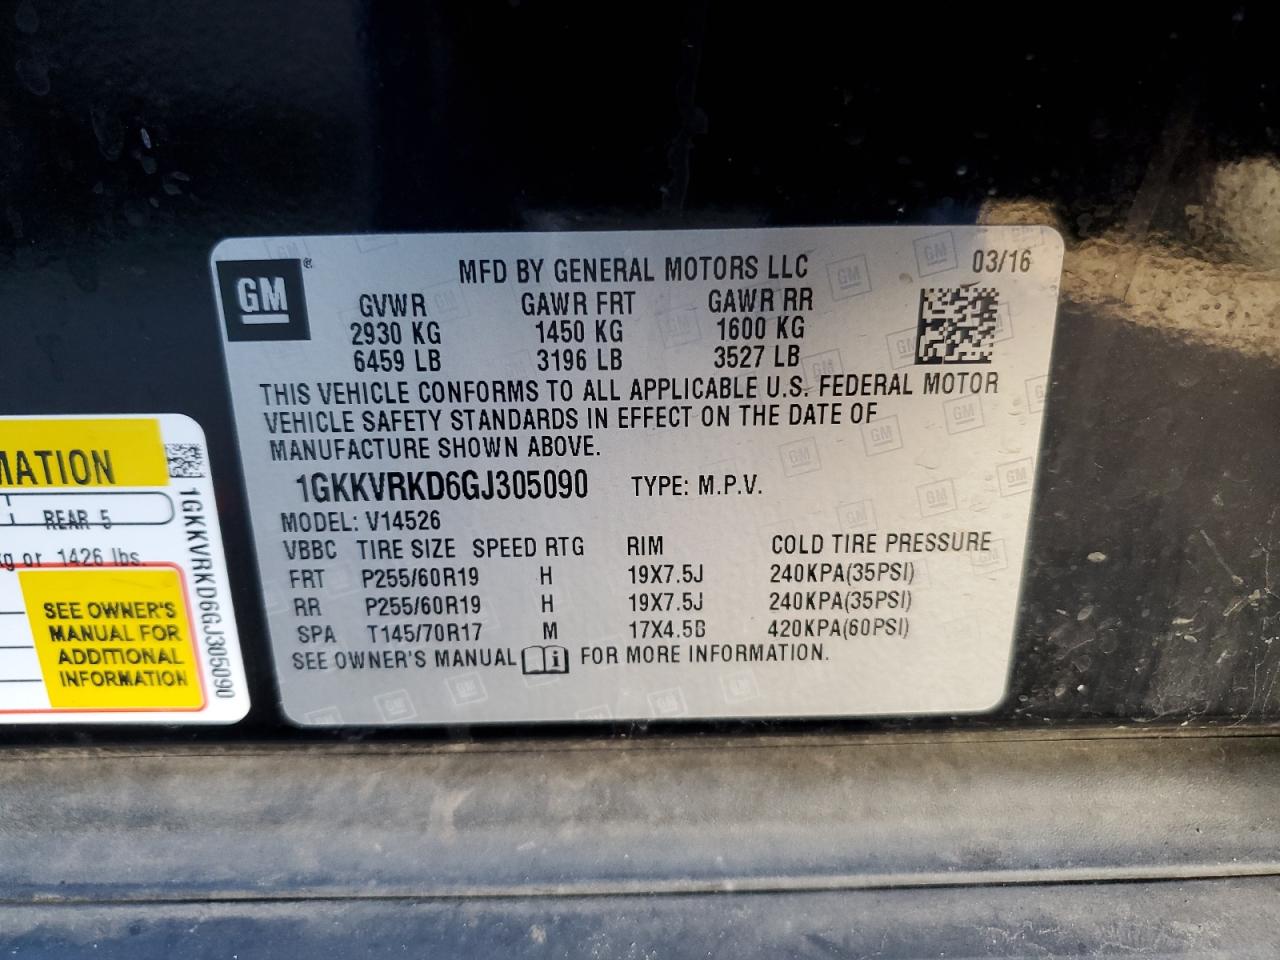 GM®
MFD BY GENERAL MOTORS LLC 03/16
GVWR GAWR FRT GAWR RR
2930 KG 1450 KG 1600 KG
6459 LB 3196 LB 3527 LB
THIS VEHICLE CONFORMS TO ALL APPLICABLE U.S. FEDERAL MOTOR
VEHICLE SAFETY STANDARDS IN EFFECT ON THE DATE OF
MANUFACTURE SHOWN ABOVE.
1GKKVRKD6GJ305090 TYPE: M.P.V.
MODEL: V14526
VBBC TIRE SIZE SPEED RTG RIM COLD TIRE PRESSURE
FRT P255/60R19 H 19X7.5J 240KPA(35PSI)
RR P255/60R19 H 19X7.5J 240KPA(35PSI)
SPA T145/70R17 M 17X4.5B 420KPA(60PSI)
SEE OWNER'S MANUAL i FOR MORE INFORMATION.
MATION
REAR 5
kg or 1426 lbs.
SEE OWNER'S
MANUAL FOR
ADDITIONAL
INFORMATION
1GKKVRKD6GJ305090